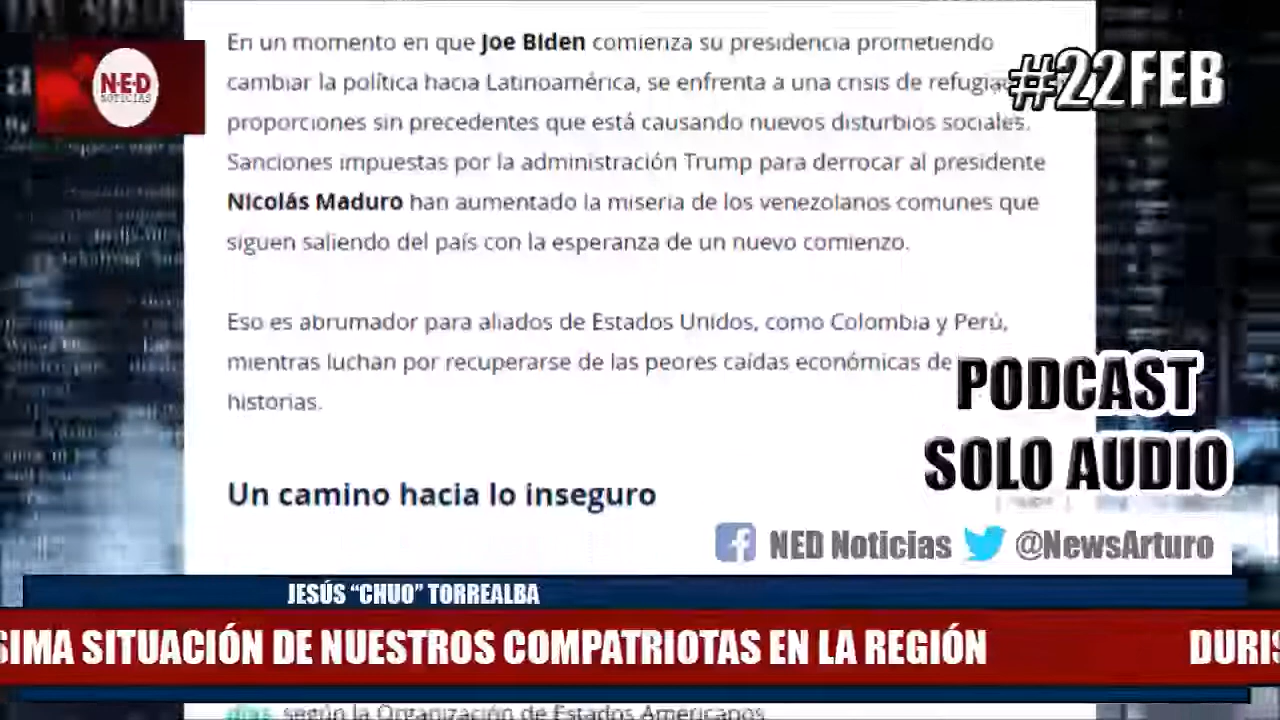 En un momento en que Joe Biden comienza su presidencia prometiendo
cambiar la política hacia Latinoamérica, se enfrenta a una crisis de
proporciones sin precedentes que está causando nuevos disturbios sociales.
Sanciones impuestas por la administración Trump para derrocar al presidente
Nicolás Maduro han aumentado la miseria de los venezolanos comunes que
siguen saliendo del país con la esperanza de un nuevo comienzo.
N·E·D
NOTICIAS
#22FEB
Eso es abrumador para aliados de Estados Unidos, como Colombia y Perú,
mientras luchan por recuperarse de las peores caídas económicas de
historias.
PODCAST
SOLO AUDIO
Un camino hacia lo inseguro
NED Noticias @NewsArturo
JESÚS “CHUO” TORREALBA
SIMA SITUACIÓN DE NUESTROS COMPATRIOTAS EN LA REGIÓN DURIS
días, según la Organización de Estados Americanos